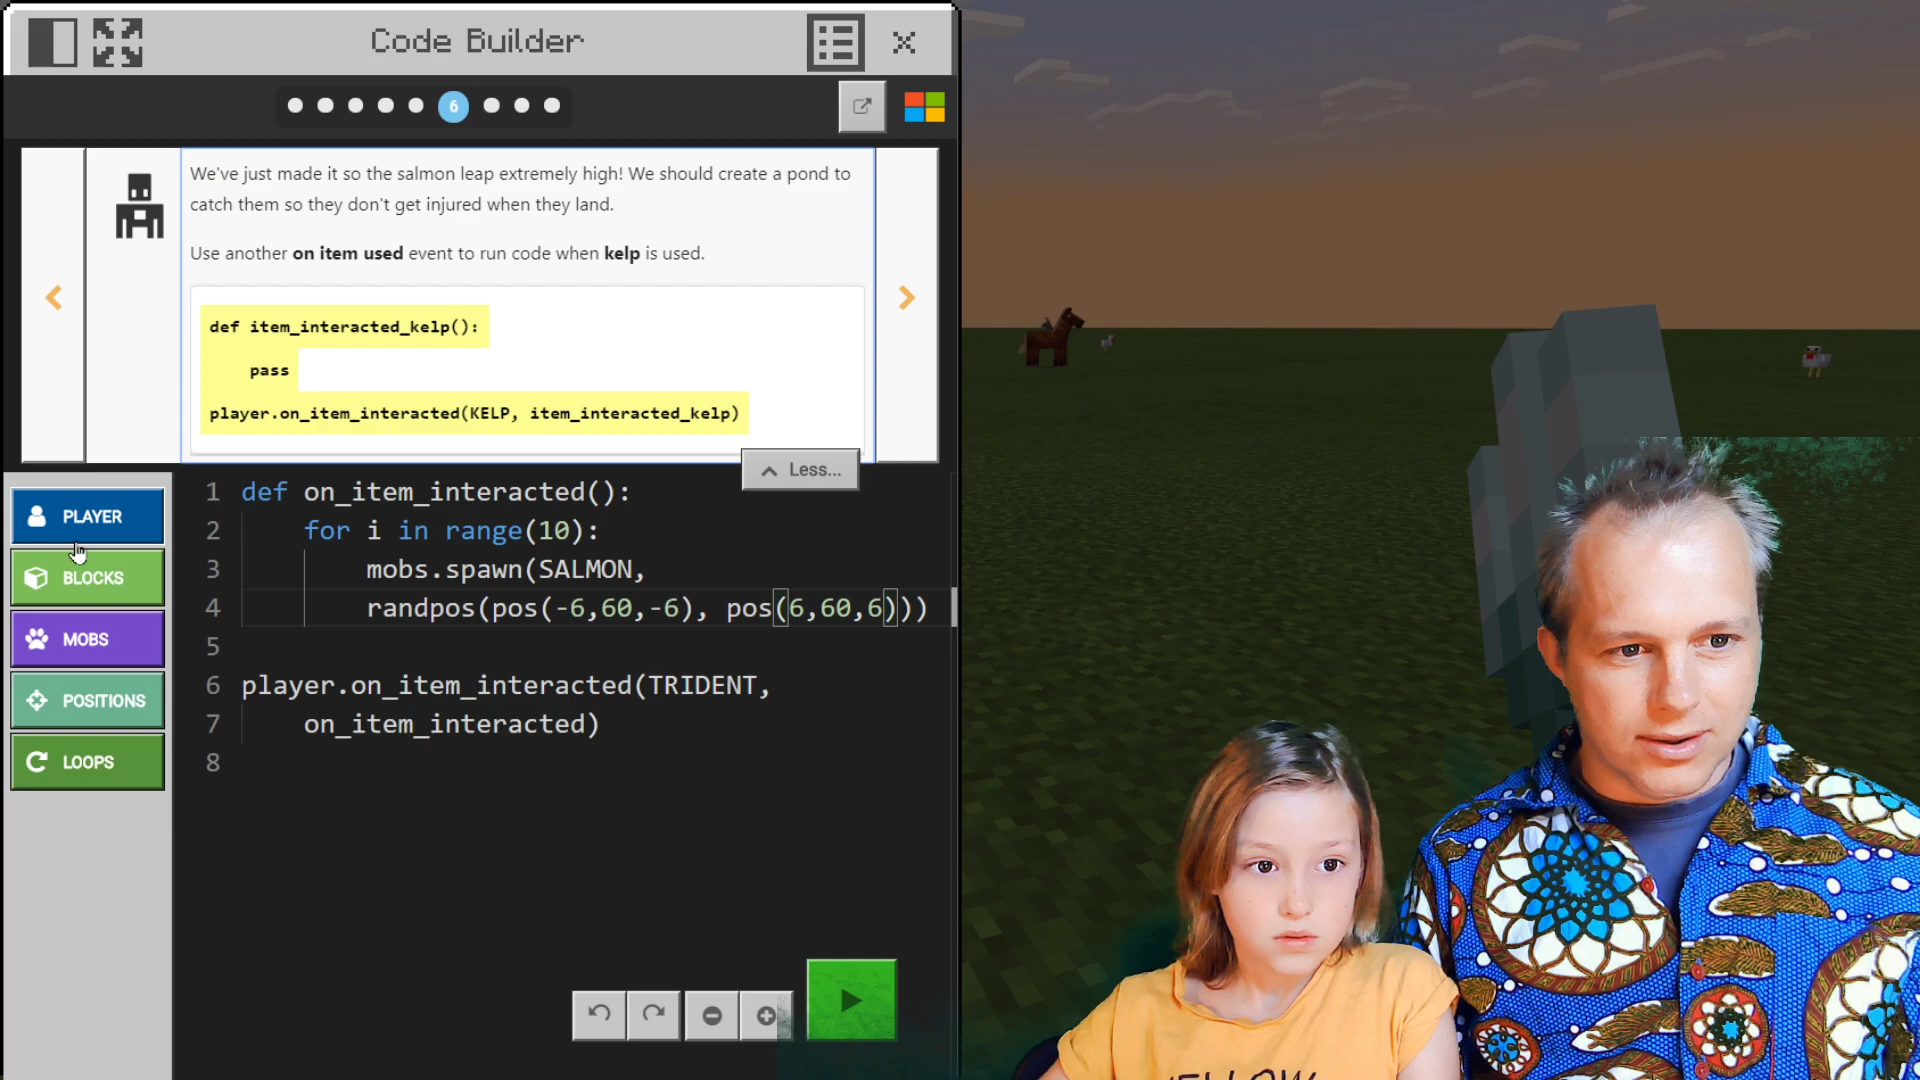 Code Builder
6
We've just made it so the salmon leap extremely high! We should create a pond to
catch them so they don't get injured when they land.
Use another on item used event to run code when kelp is used.
def item_interacted_kelp():
pass
player.on_item_interacted(KELP, item_interacted_kelp)
Less...
PLAYER
BLOCKS
MOBS
POSITIONS
LOOPS
1 def on_item_interacted():
2 for i in range(10):
3 mobs.spawn(SALMON,
4 randpos(pos(-6,60,-6), pos(6,60,6)))
5
6 player.on_item_interacted(TRIDENT,
7 on_item_interacted)
8